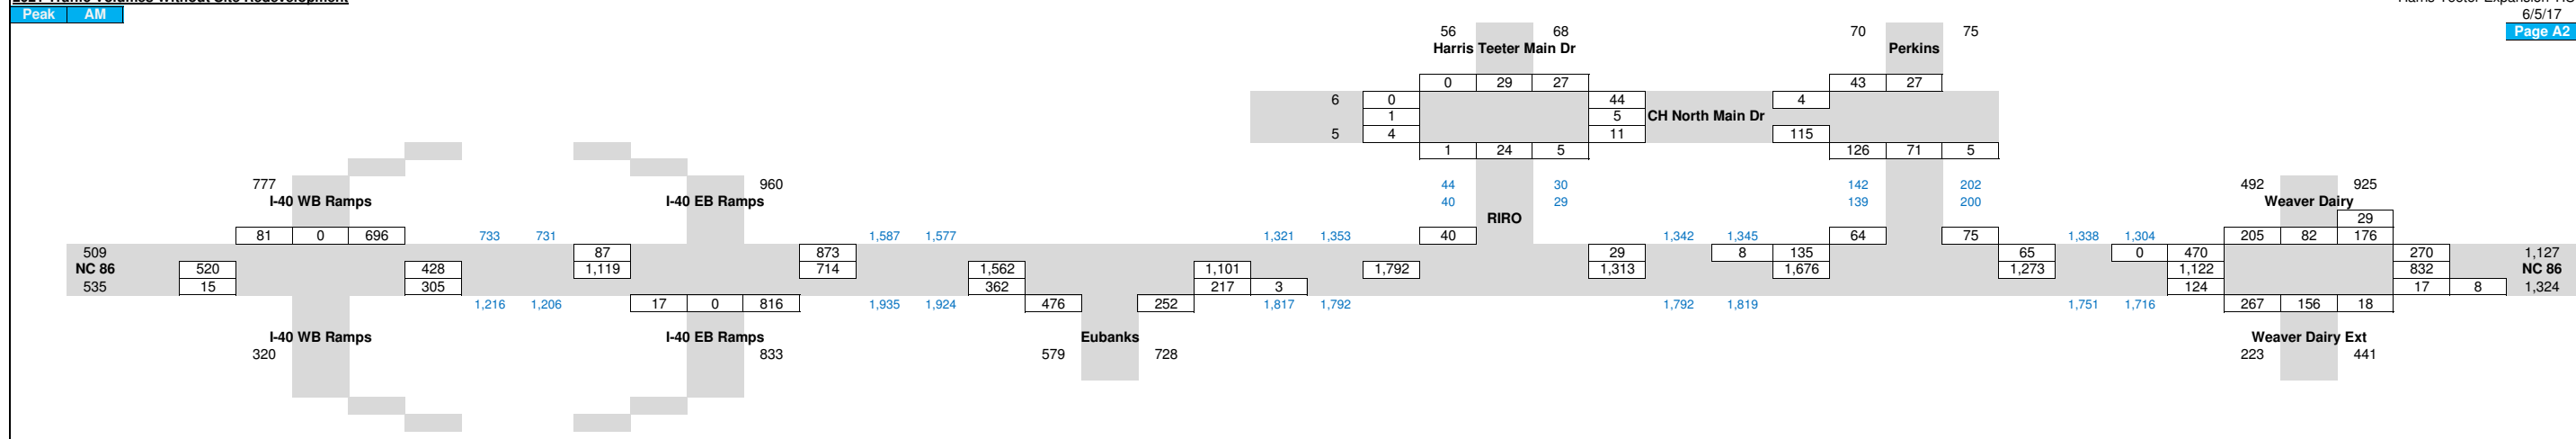 2021 Traffic Volumes Without Site Redevelopment
Peak AM
6/5/17
Page A2
56 68 70 75
Harris Teeter Main Dr Perkins
0 29 27 43 27
6 0 44 4
1 5 CH North Main Dr
5 4 11 115
1 24 5 126 71 5
777 960 44 30 142 202 492 925
I-40 WB Ramps I-40 EB Ramps 40 29 139 200 Weaver Dairy
RIRO 29
81 0 696 733 731 1,587 1,577 1,321 1,353 40 1,342 1,345 64 75 1,338 1,304 205 82 176
509 87 873 29 8 135 65 0 470 270 1,127
NC 86 520 428 1,119 714 1,562 1,101 1,792 1,313 1,676 1,273 1,122 832 NC 86
535 15 305 362 217 3 124 17 8 1,324
1,216 1,206 17 0 816 1,935 1,924 476 252 1,817 1,792 1,792 1,819 1,751 1,716 267 156 18
I-40 WB Ramps I-40 EB Ramps Eubanks Weaver Dairy Ext
320 833 579 728 223 441